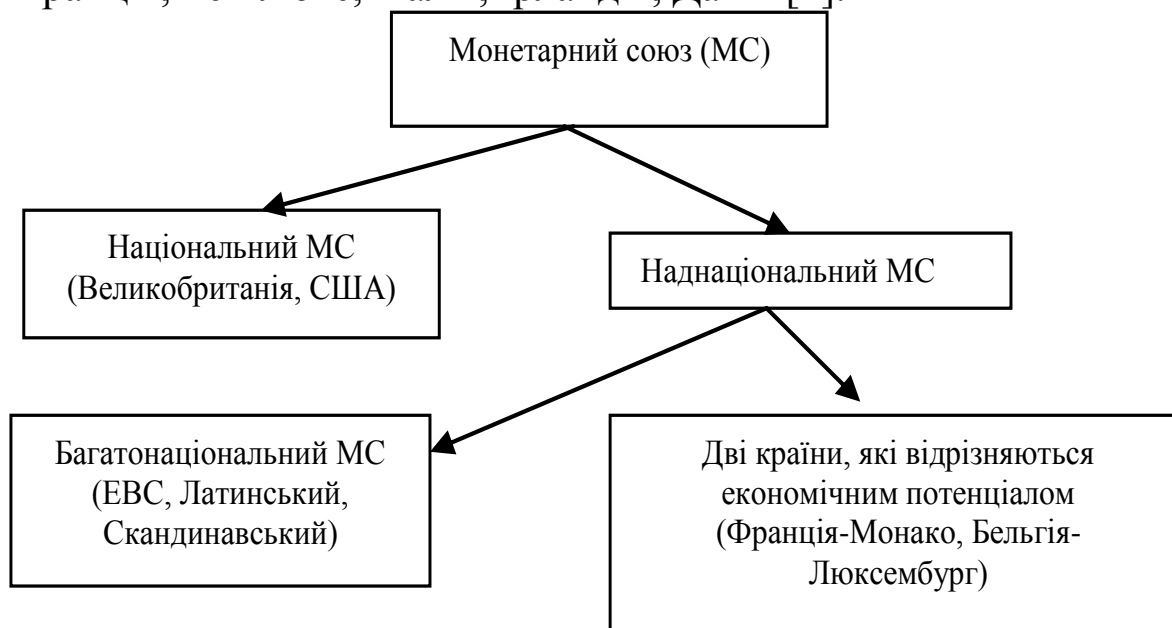 Монетарний союз (МС)
Національний МС
(Великобританія, США)
Наднаціональний МС
Багатонаціональний МС
(ЕВС, Латинський,
Скандинавський)
Дві країни, які відрізняються
економічним потенціалом
(Франція-Монако, Бельгія-
Люксембург)